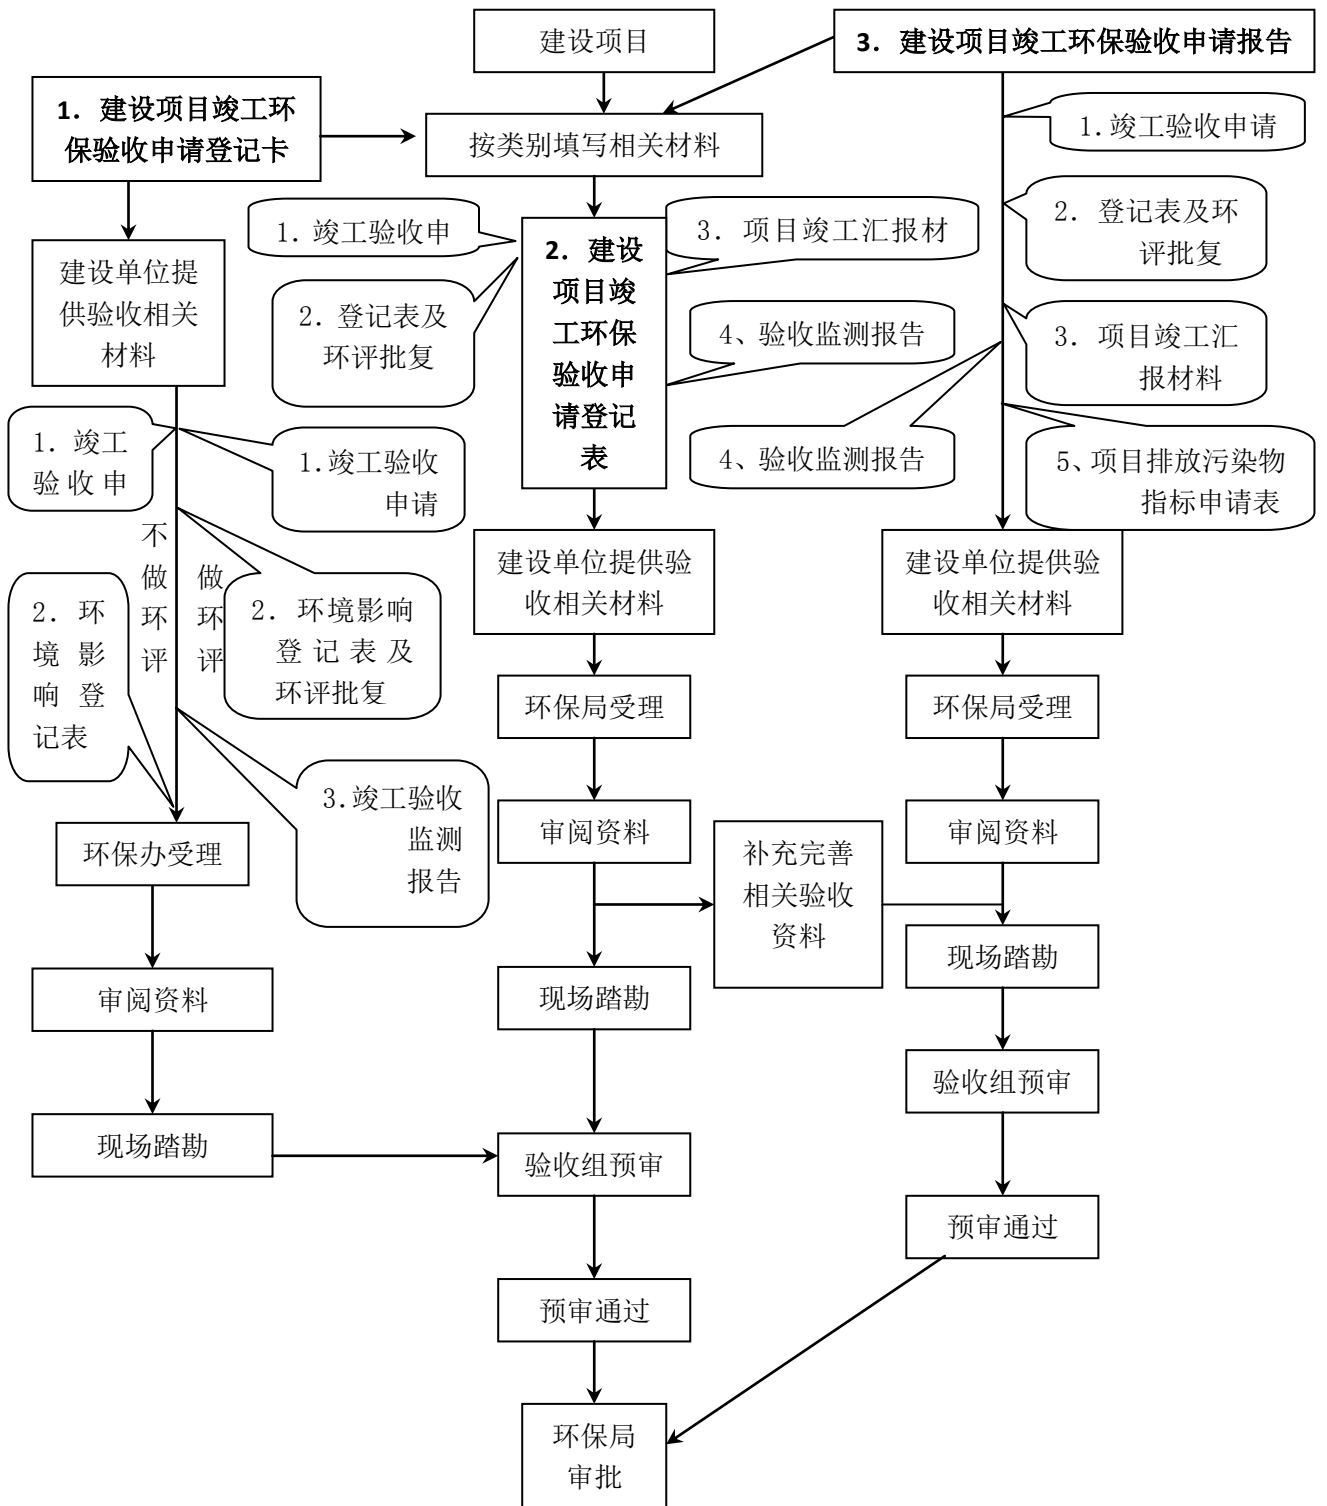 建设项目
3. 建设项目竣工环保验收申请报告
1. 建设项目竣工环
保验收申请登记卡
按类别填写相关材料
1.竣工验收申请
2. 登记表及环
评批复
3. 项目竣工汇
报材料
4、验收监测报告
5、项目排放污染物
指标申请表
1. 竣工验收申
2. 登记表及
环评批复
2. 建设
项目竣
工环保
验收申
请登记
表
3. 项目竣工汇报材
4、验收监测报告
建设单位提
供验收相关
材料
1. 竣工
验收申
1.竣工验收
申请
不
做
环
评
做
环
评
2. 环
境影
响登
记表
2. 环境影响
登记表及
环评批复
3.竣工验收
监测
报告
环保办受理
审阅资料
现场踏勘
建设单位提供验
收相关材料
环保局受理
审阅资料
补充完善
相关验收
资料
现场踏勘
验收组预审
预审通过
环保局
审批
建设单位提供验
收相关材料
环保局受理
审阅资料
现场踏勘
验收组预审
预审通过